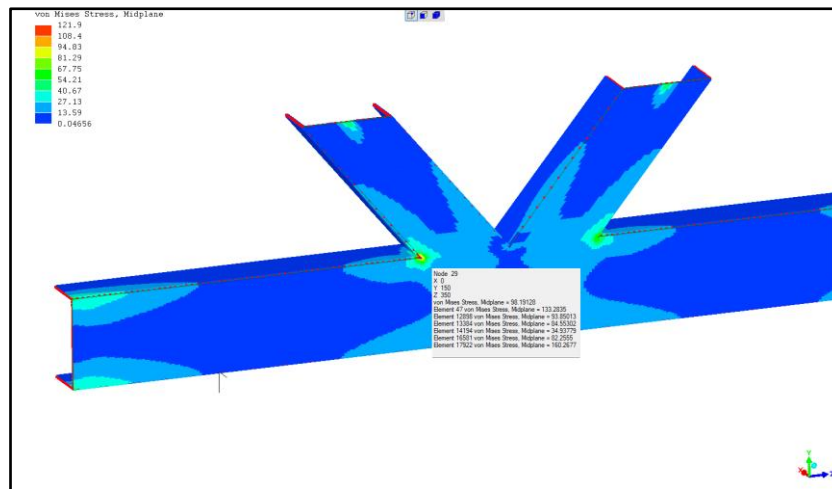 von Mises Stress, Midplane
121.9
108.4
94.83
81.29
67.75
54.21
40.67
27.13
13.59
0.04656
Node 29
X 0
Y 150
Z 350
von Mises Stress, Midplane = 98.19128
Element 47 von Mises Stress, Midplane = 133.2835
Element 12898 von Mises Stress, Midplane = 93.85013
Element 13384 von Mises Stress, Midplane = 84.55302
Element 14194 von Mises Stress, Midplane = 34.93779
Element 16581 von Mises Stress, Midplane = 82.2555
Element 17922 von Mises Stress, Midplane = 160.2677
Y
X